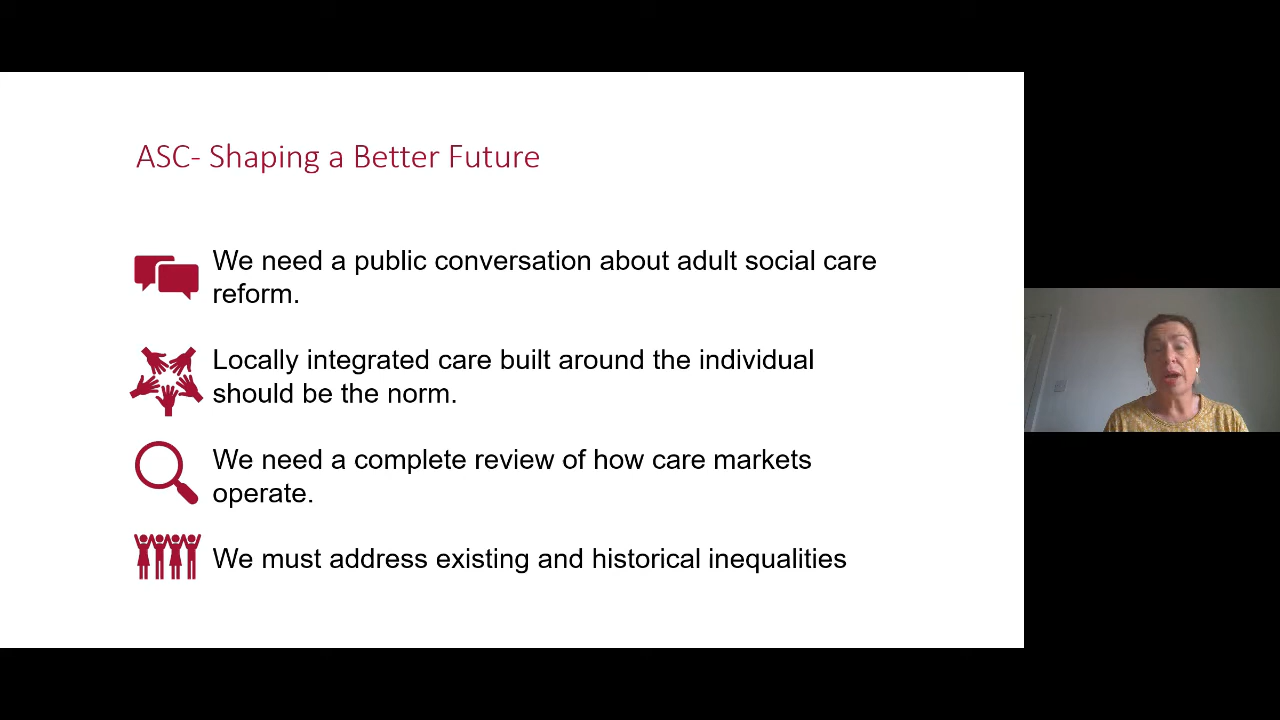 ASC- Shaping a Better Future
We need a public conversation about adult social care
reform.
Locally integrated care built around the individual
should be the norm.
We need a complete review of how care markets
operate.
We must address existing and historical inequalities